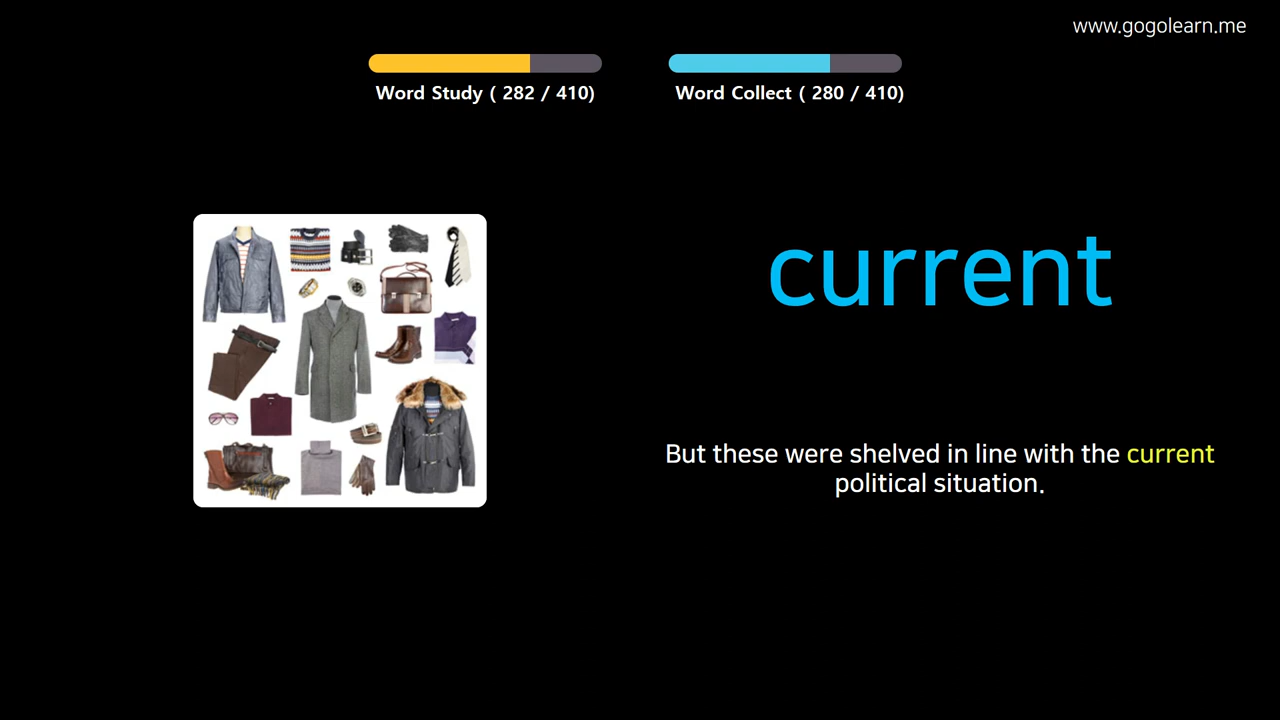 www.gogolearn.me
Word Study ( 282 / 410)
Word Collect ( 280 / 410)
current
But these were shelved in line with the current
political situation.